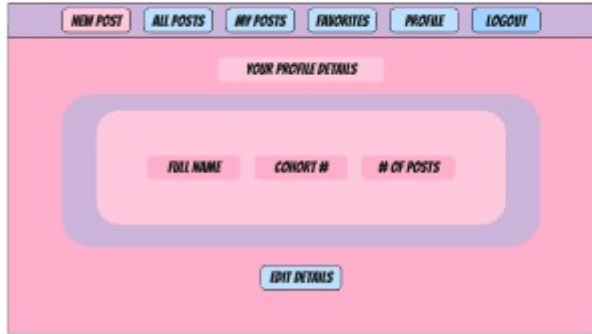 NEW POST ALL POSTS MY POSTS FAVORITES PROFILE LOGOUT
YOUR PROFILE DETAILS
FULL NAME COHORT # # OF POSTS
EDIT DETAILS